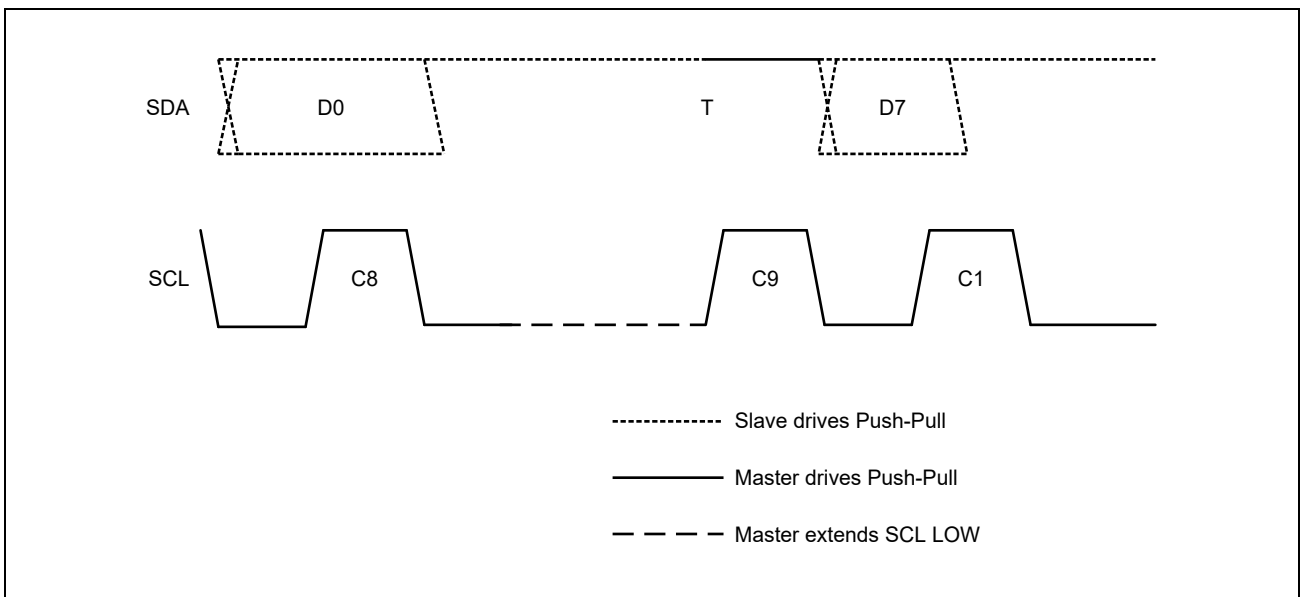 SDA D0 T D7
SCL C8 C9 C1
Slave drives Push-Pull
Master drives Push-Pull
Master extends SCL LOW